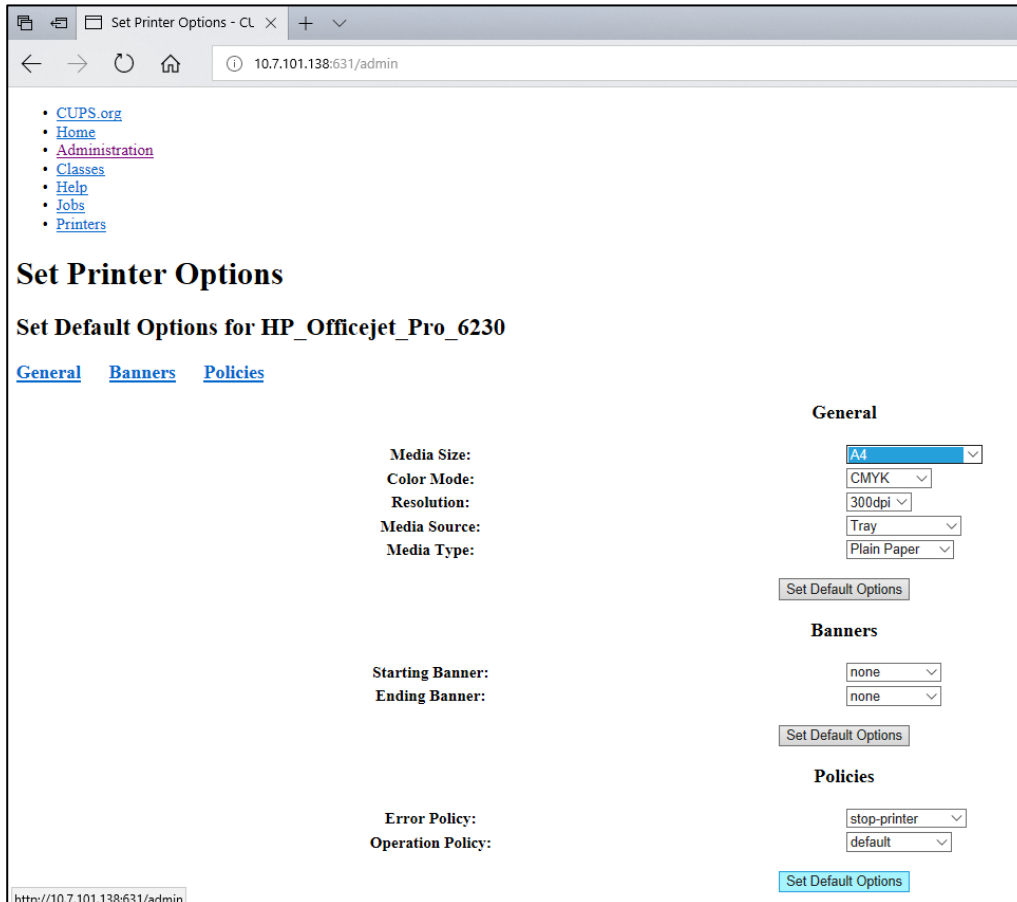 Set Printer Options - CL
10.7.101.138:631/admin
CUPS.org
Home
Administration
Classes
Help
Jobs
Printers
Set Printer Options
Set Default Options for HP_Officejet_Pro_6230
General Banners Policies
General
Media Size: A4
Color Mode: CMYK
Resolution: 300dpi
Media Source: Tray
Media Type: Plain Paper
Set Default Options
Banners
Starting Banner: none
Ending Banner: none
Set Default Options
Policies
Error Policy: stop-printer
Operation Policy: default
Set Default Options
http://10.7.101.138:631/admin